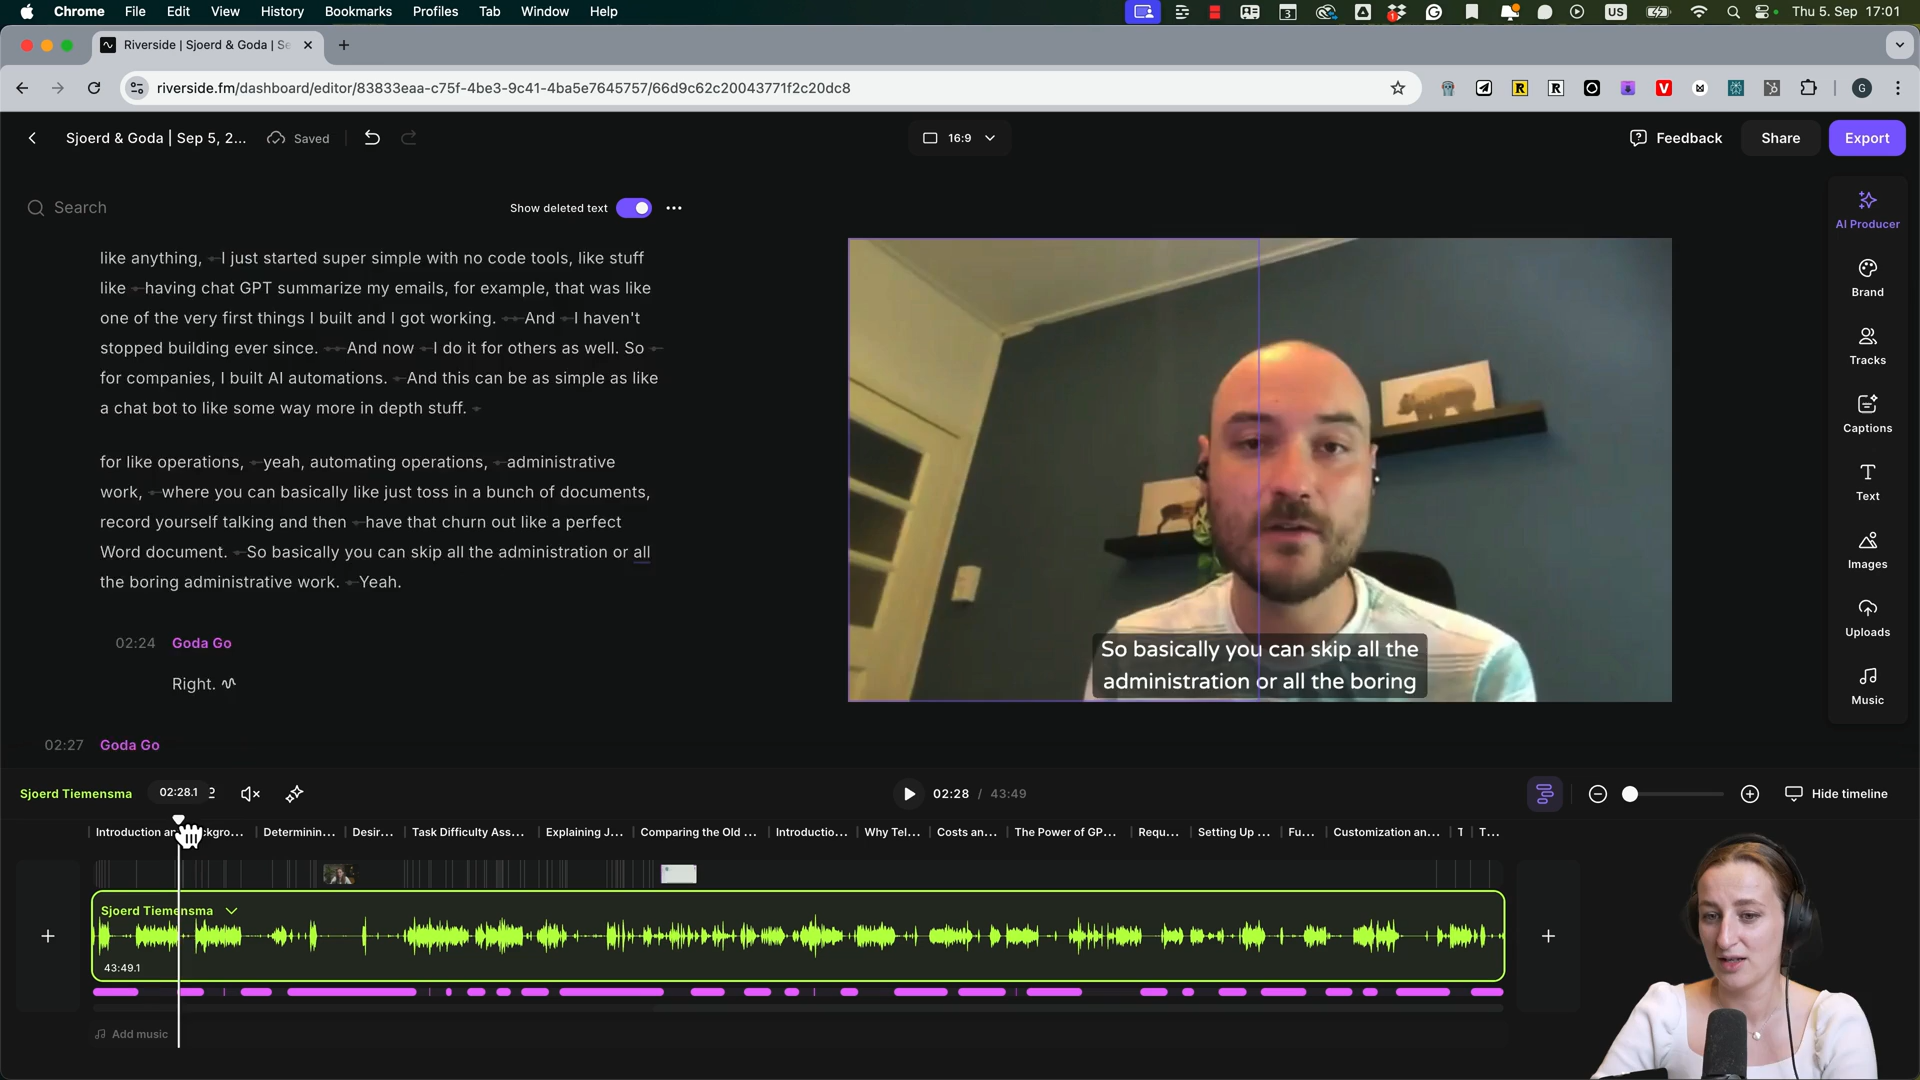 Chrome File Edit View History Bookmarks Profiles Tab Window Help
3
1
US
Thu 5. Sep 17:01
Riverside | Sjoerd & Goda | Se
riverside.fm/dashboard/editor/83833eaa-c75f-4be3-9c41-4ba5e7645757/66d9c62c20043771f2c20dc8
G
Sjoerd & Goda | Sep 5, 2...
Saved
16:9
Feedback
Share
Export
Search
Show deleted text
like anything, I just started super simple with no code tools, like stuff
like having chat GPT summarize my emails, for example, that was like
one of the very first things I built and I got working. And I haven't
stopped building ever since. And now I do it for others as well. So
for companies, I built AI automations. And this can be as simple as like
a chat bot to like some way more in depth stuff.
for like operations, yeah, automating operations, administrative
work, where you can basically like just toss in a bunch of documents,
record yourself talking and then have that churn out like a perfect
Word document. So basically you can skip all the administration or all
the boring administrative work. Yeah.
02:24 Goda Go
Right.
02:27 Goda Go
So basically you can skip all the
administration or all the boring
AI Producer
Brand
Tracks
Captions
Text
Images
Uploads
Music
Sjoerd Tiemensma
02:28.1
02:28 / 43:49
Hide timeline
Introduction an
ckgro...
Determinin...
Desir...
Task Difficulty Ass...
Explaining J...
Comparing the Old ...
Introductio...
Why Tel...
Costs an...
The Power of GP...
Requ...
Setting Up ...
Fu...
Customization an...
T
T...
Sjoerd Tiemensma
43:49.1
Add music